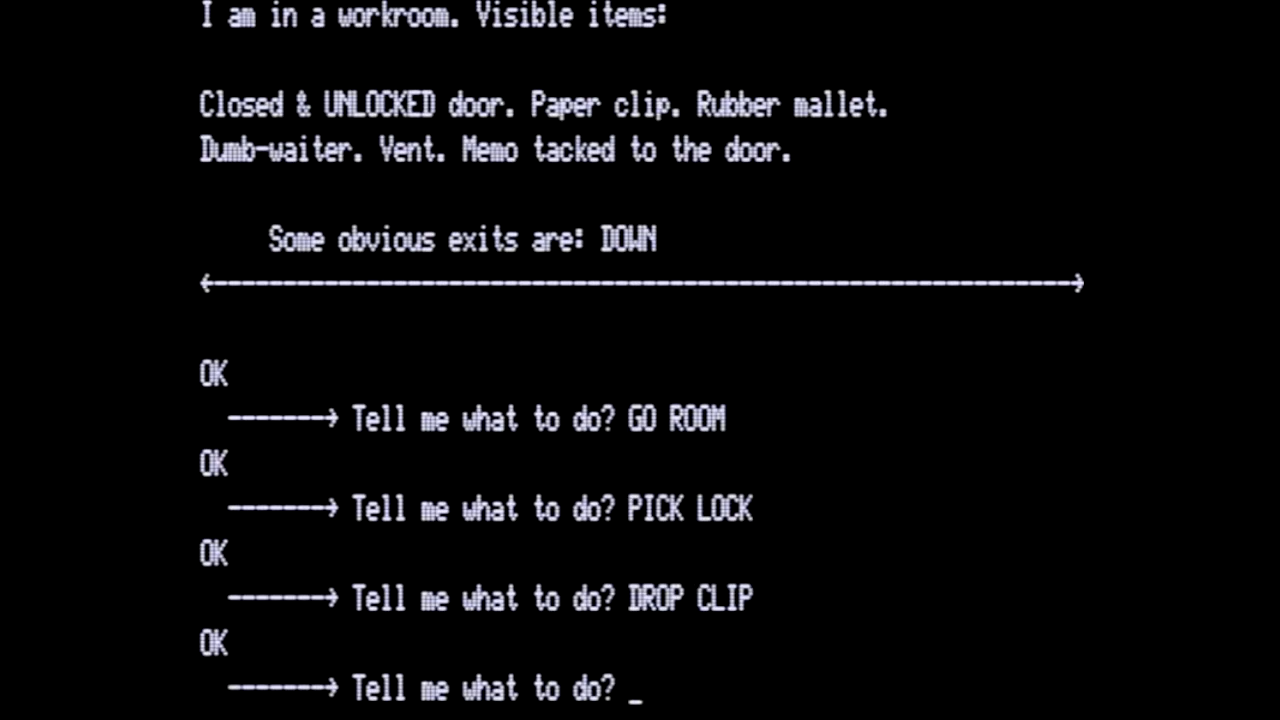 I am in a workroom. Visible items:
Closed & UNLOCKED door. Paper clip. Rubber mallet.
Dumb-waiter. Vent. Memo tacked to the door.
Some obvious exits are: DOWN
<---------------------------------------------------------------->
OK
-------> Tell me what to do? GO ROOM
OK
-------> Tell me what to do? PICK LOCK
OK
-------> Tell me what to do? DROP CLIP
OK
-------> Tell me what to do? _